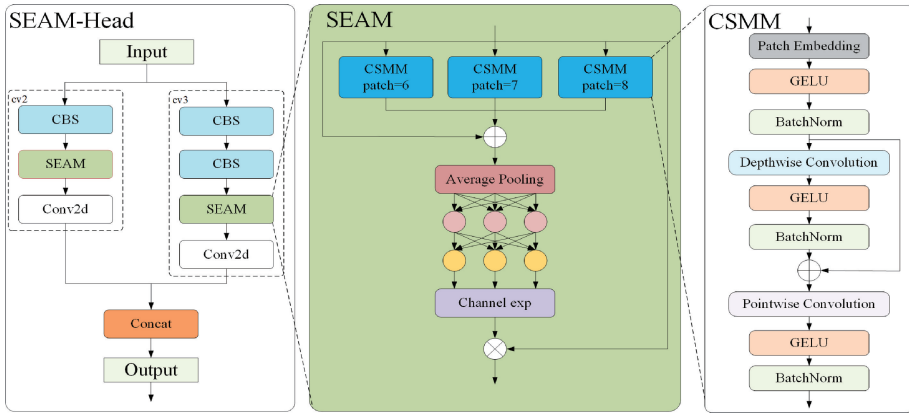 SEAM-Head
Input
cv2
CBS
SEAM
Conv2d
cv3
CBS
CBS
SEAM
Conv2d
Concat
Output
SEAM
CSMM
patch=6
CSMM
patch=7
CSMM
patch=8
Average Pooling
Channel exp
CSMM
Patch Embedding
GELU
BatchNorm
Depthwise Convolution
GELU
BatchNorm
Pointwise Convolution
GELU
BatchNorm